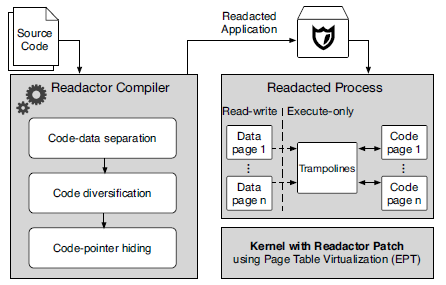 Source
Code
Readacted
Application
Readactor Compiler
Code-data separation
Code diversification
Code-pointer hiding
Readacted Process
Read-write
Execute-only
Data
page 1
⋮
Data
page n
Trampolines
Code
page 1
⋮
Code
page n
Kernel with Readactor Patch
using Page Table Virtualization (EPT)